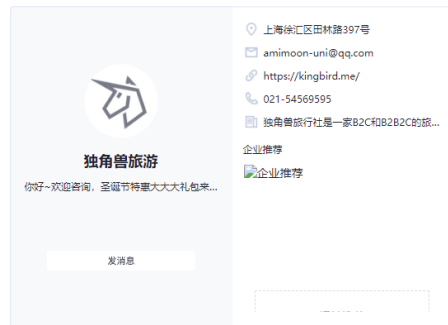 上海徐汇区田林路397号
amimoon-uni@qq.com
https://kingbird.me/
021-54569595
独角兽旅行社是一家B2C和B2B2C的旅...
企业推荐
企业推荐
独角兽旅游
你好~欢迎咨询，圣诞节特惠大大大礼包来...
发消息